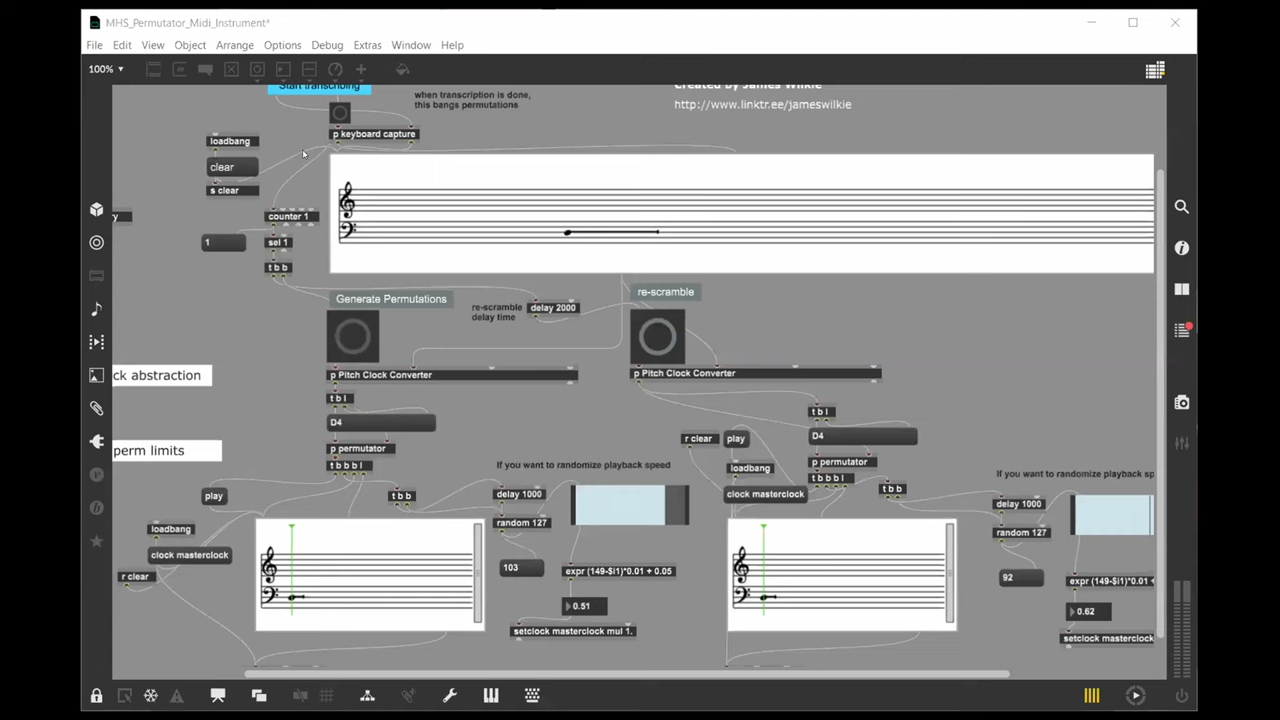 MHS_Permutator_Midi_Instrument*
File Edit View Object Arrange Options Debug Extras Window Help
100%
Start transcribing
when transcription is done,
this bangs permutations
Created by James Wilkie
http://www.linktr.ee/jameswilkie
p keyboard capture
loadbang
clear
s clear
counter 1
1
sel 1
t b b
Generate Permutations
re-scramble
delay time
delay 2000
re-scramble
p Pitch Clock Converter
p Pitch Clock Converter
ck abstraction
t b l
D4
p permutator
t b b b l
perm limits
t b l
D4
p permutator
t b b b l
r clear
play
loadbang
clock masterclock
If you want to randomize playback speed
If you want to randomize playback sp
play
t b b
delay 1000
random 127
103
expr (149-$i1)*0.01 + 0.05
0.51
setclock masterclock mul 1.
loadbang
clock masterclock
r clear
t b b
delay 1000
random 127
92
expr (149-$i1)*0.01 +
0.62
setclock masterclock